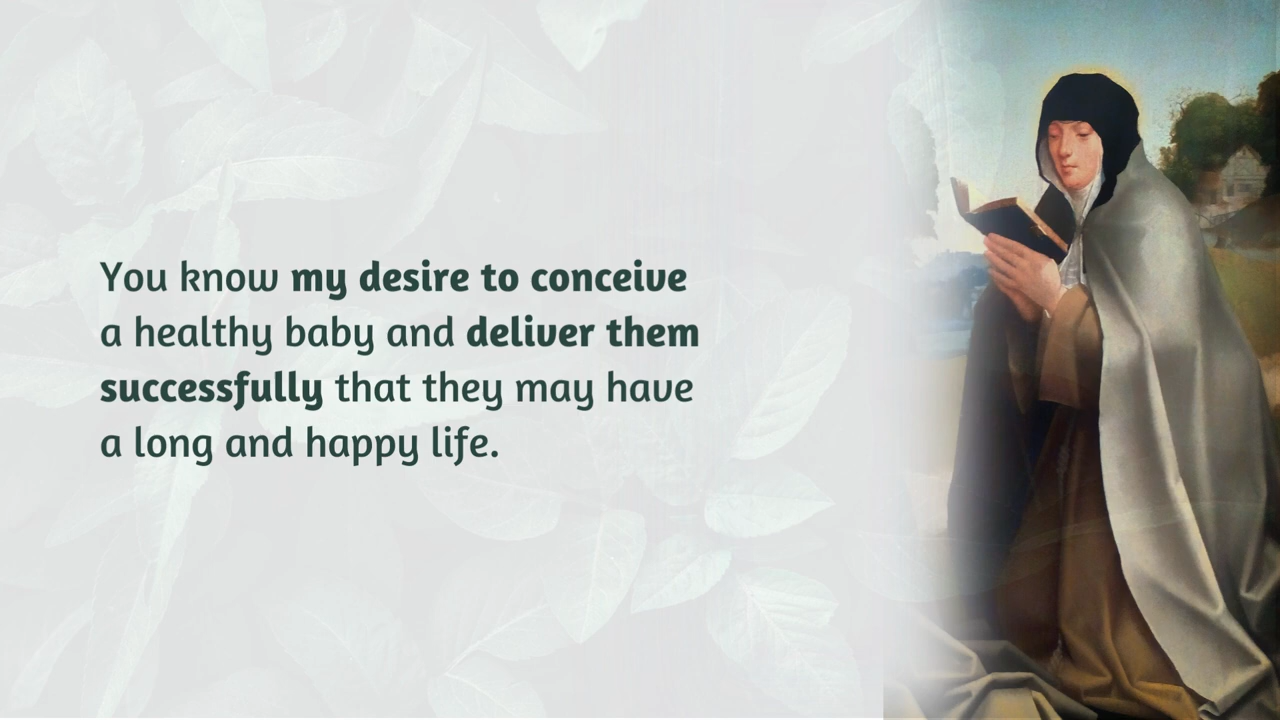 You know my desire to conceive
a healthy baby and deliver them
successfully that they may have
a long and happy life.